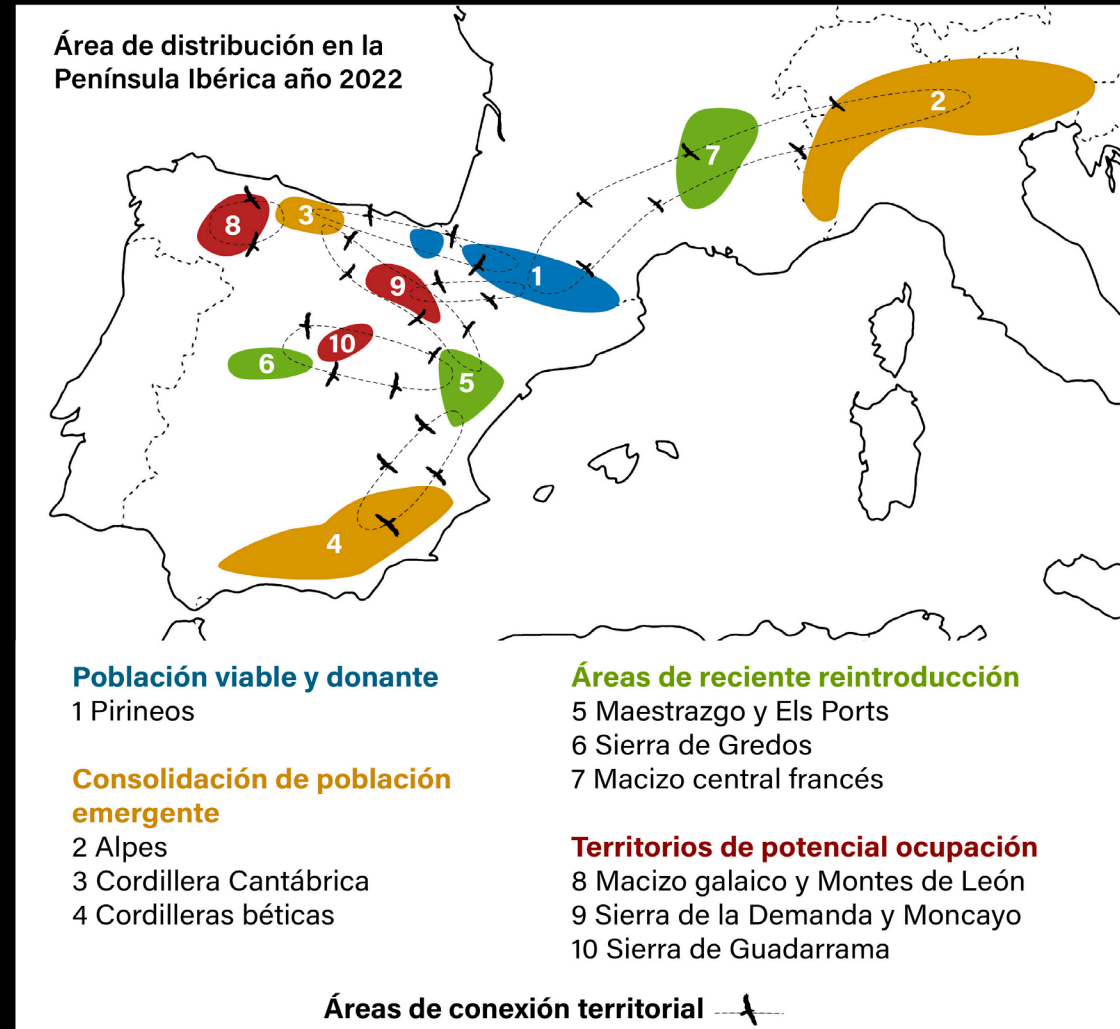 Área de distribución en la
Península Ibérica año 2022
2
7
8
3
1
9
10
6
5
4
Población viable y donante
1 Pirineos
Consolidación de población
emergente
2 Alpes
3 Cordillera Cantábrica
4 Cordilleras béticas
Áreas de reciente reintroducción
5 Maestrazgo y Els Ports
6 Sierra de Gredos
7 Macizo central francés
Territorios de potencial ocupación
8 Macizo galaico y Montes de León
9 Sierra de la Demanda y Moncayo
10 Sierra de Guadarrama
Áreas de conexión territorial